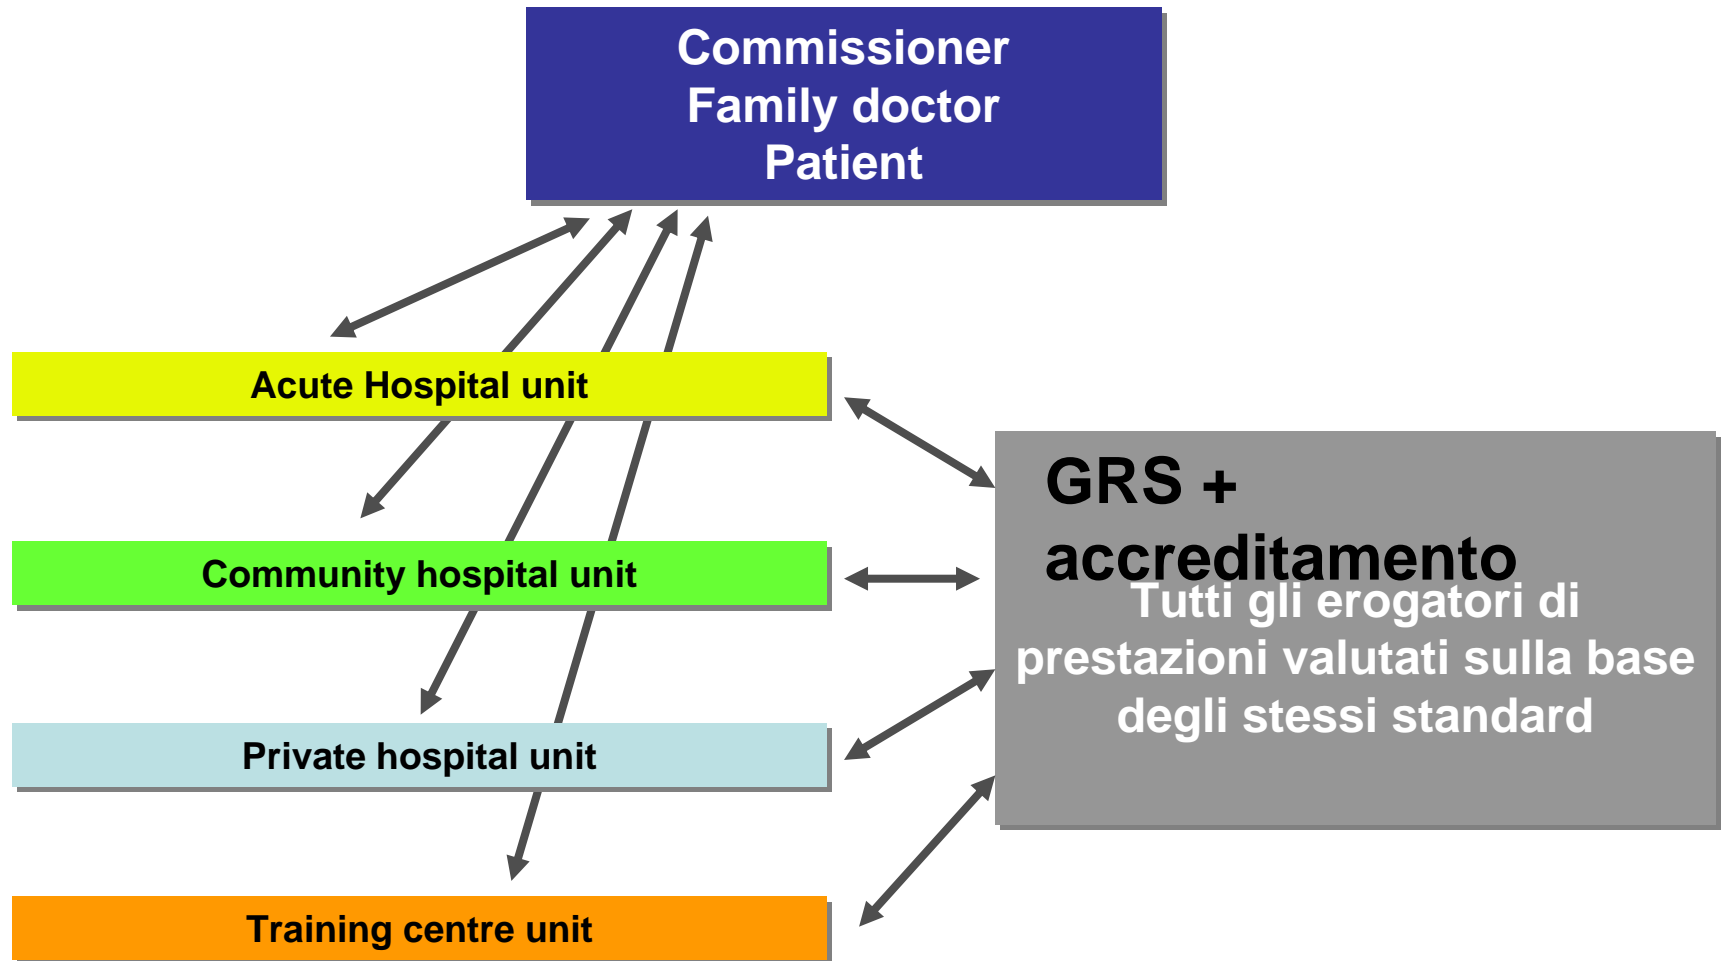 Commissioner
Family doctor
Patient
Acute Hospital unit
Community hospital unit
Private hospital unit
Training centre unit
GRS +
accreditamento
Tutti gli erogatori di
prestazioni valutati sulla base
degli stessi standard